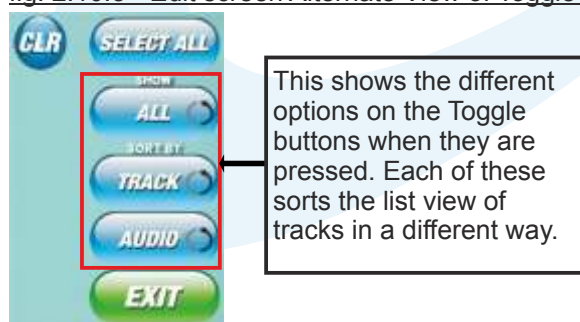 CLR
SELECT ALL
SHOW
ALL
SORT BY
TRACK
AUDIO
EXIT
This shows the different
options on the Toggle
buttons when they are
pressed. Each of these
sorts the list view of
tracks in a different way.